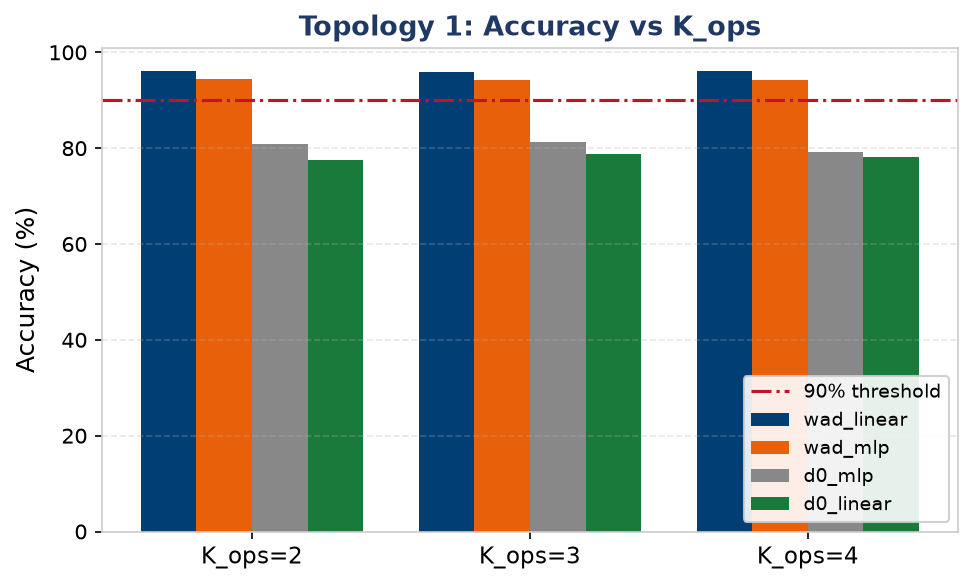 Topology 1: Accuracy vs K_ops
Accuracy (%)
100
80
60
40
20
0
K_ops=2
K_ops=3
K_ops=4
90% threshold
wad_linear
wad_mlp
d0_mlp
d0_linear